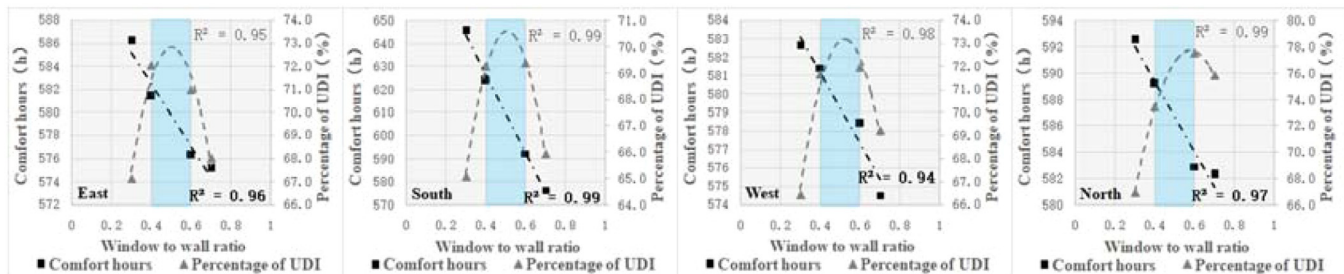 Comfort hours (h)
588
586
584
582
580
578
576
574
572
R² = 0.95
R² = 0.96
East
74.0
73.0
72.0
71.0
70.0
69.0
68.0
67.0
66.0
Percentage of UDI (%)
0 0.2 0.4 0.6 0.8 1
Window to wall ratio
Comfort hours Percentage of UDI
Comfort hours (h)
650
640
630
620
610
600
590
580
570
R² = 0.99
R² = 0.99
South
71.0
70.0
69.0
68.0
67.0
66.0
65.0
64.0
Percentage of UDI (%)
0 0.2 0.4 0.6 0.8 1
Window to wall ratio
Comfort hours Percentage of UDI
Comfort hours (h)
584
583
582
581
580
578
577
576
575
574
R² = 0.98
R² = 0.94
West
74.0
73.0
72.0
71.0
70.0
69.0
68.0
67.0
66.0
Percentage of UDI (%)
0 0.2 0.4 0.6 0.8 1
Window to wall ratio
Comfort hours Percentage of UDI
Comfort hours (h)
594
592
590
588
586
584
582
580
R² = 0.99
R² = 0.97
North
80.0
78.0
76.0
74.0
72.0
70.0
68.0
66.0
Percentage of UDI (%)
0 0.2 0.4 0.6 0.8 1
Window to wall ratio
Comfort hours Percentage of UDI